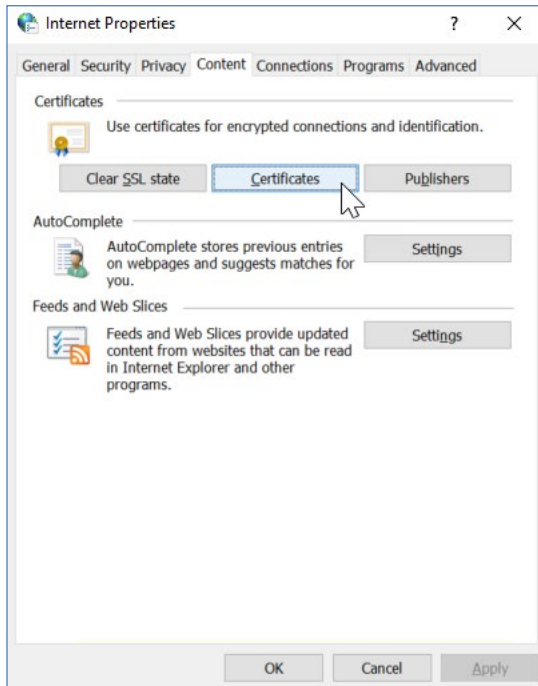 Internet Properties
?
General Security Privacy Content Connections Programs Advanced
Certificates
Use certificates for encrypted connections and identification.
Clear SSL state Certificates Publishers
AutoComplete
AutoComplete stores previous entries
on webpages and suggests matches for
you.
Settings
Feeds and Web Slices
Feeds and Web Slices provide updated
content from websites that can be read
in Internet Explorer and other
programs.
Settings
OK Cancel Apply